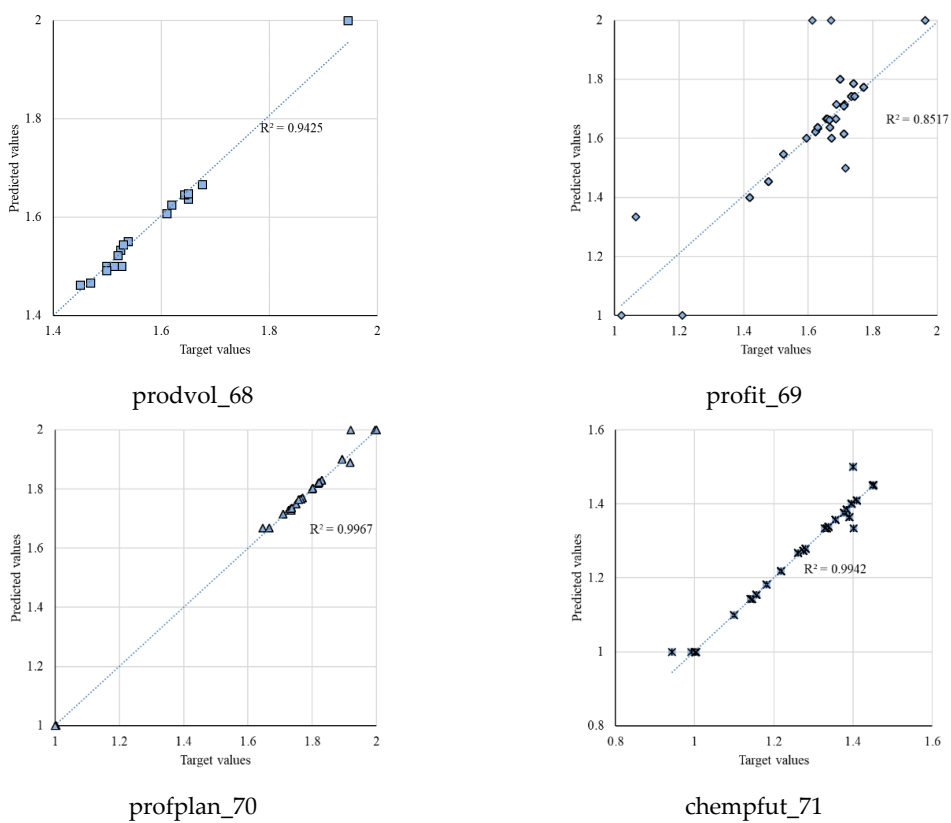 2
1.8
1.6
1.4
1.4
1.6
1.8
2
Predicted values
Target values
R² = 0.9425
prodvol_68
2
1.8
1.6
1.4
1.2
1
1
1.2
1.4
1.6
1.8
2
Predicted values
Target values
R² = 0.8517
profit_69
2
1.8
1.6
1.4
1.2
1
1
1.2
1.4
1.6
1.8
2
Predicted values
Target values
R² = 0.9967
profplan_70
1.6
1.4
1.2
1
0.8
0.8
1
1.2
1.4
1.6
Predicted values
Target values
R² = 0.9942
chempfut_71